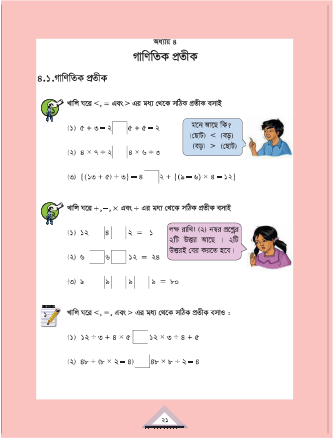 অধ্যায় ৪
গাণিতিক প্রতীক
৪.১.গাণিতিক প্রতীক
খালি ঘরে <, = এবং > এর মধ্য থেকে সঠিক প্রতীক বসাই
(১) ৫ + ৩ – ২ ৫ + ৫ – ২
মনে আছে কি?
(ছোট) < (বড়)
(বড়) > (ছোট)
(২) ৪ × ৭ ÷ ২ ৪ × ৬ ÷ ৩
(৩) {(১৩ + ৫) ÷ ৩} – ৪ ২ + {(৯ – ৬) × ৪ – ১২}
খালি ঘরে +, –, × এবং ÷ এর মধ্য থেকে সঠিক প্রতীক বসাই
(১) ১২ ৪ ২ = ১
লক্ষ রাখি! (২) নম্বর প্রশ্নের
২টি উত্তর আছে । ২টি
উত্তরই বের করতে হবে।
(২) ৬ ৬ ১২ = ২৪
(৩) ৯ ৯ ৯ ৯ = ৮০
খালি ঘরে <, =, এবং > এর মধ্য থেকে সঠিক প্রতীক বসাও :
(১) ১২ ÷ ৩ + ৪ × ৫ ১২ × ৩ ÷ ৪ + ৫
(২) ৪৮ ÷ (৮ × ২ – ৪) ৪৮ × ৮ ÷ ২ – ৪
২১